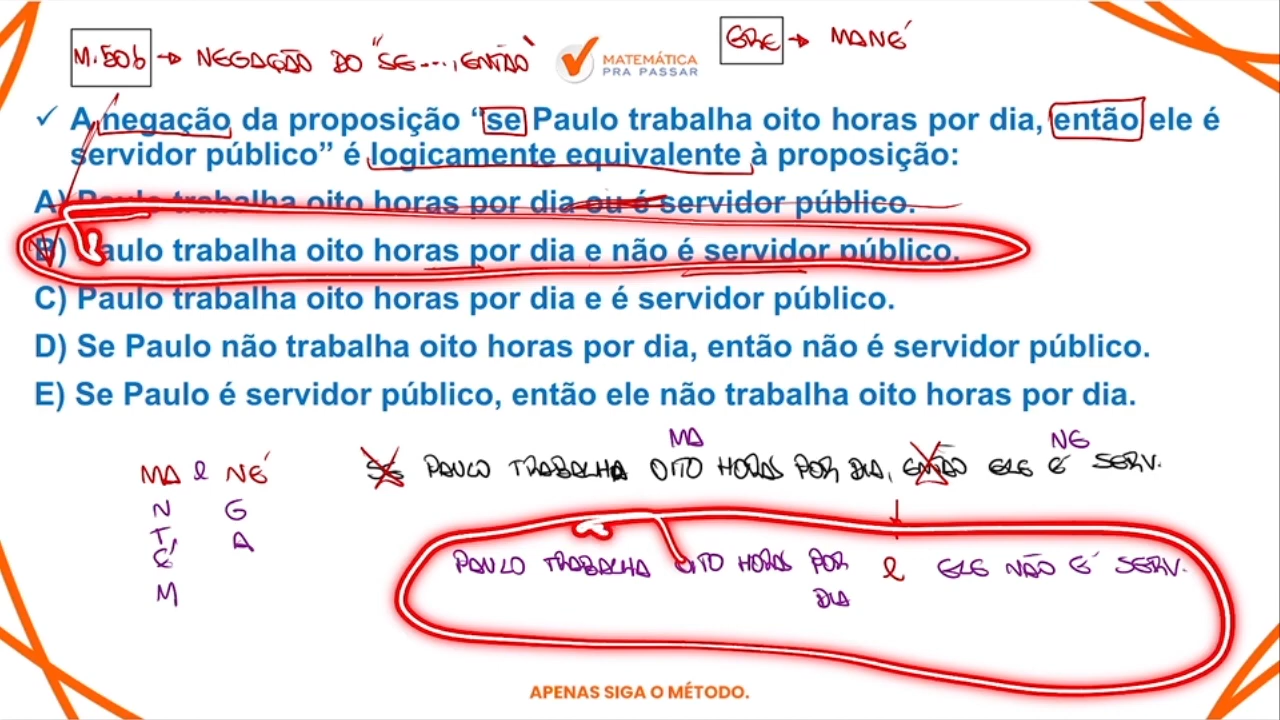 M.50b → NEGAÇÃO DO "SE...,ENTÃO"
GRE → MANÉ
MATEMÁTICA
PRA PASSAR
✓ A negação da proposição “se Paulo trabalha oito horas por dia, então ele é
servidor público” é logicamente equivalente à proposição:
A) Paulo trabalha oito horas por dia ou é servidor público.
B) Paulo trabalha oito horas por dia e não é servidor público.
C) Paulo trabalha oito horas por dia e é servidor público.
D) Se Paulo não trabalha oito horas por dia, então não é servidor público.
E) Se Paulo é servidor público, então ele não trabalha oito horas por dia.
MA NE
MA e NÉ
SE PAULO TRABALHA OITO HORAS POR DIA, ENTÃO ELE É SERV.
N G
T A
É
M
PAULO TRABALHA OITO HORAS POR e ELE NÃO É SERV.
DIA
APENAS SIGA O MÉTODO.